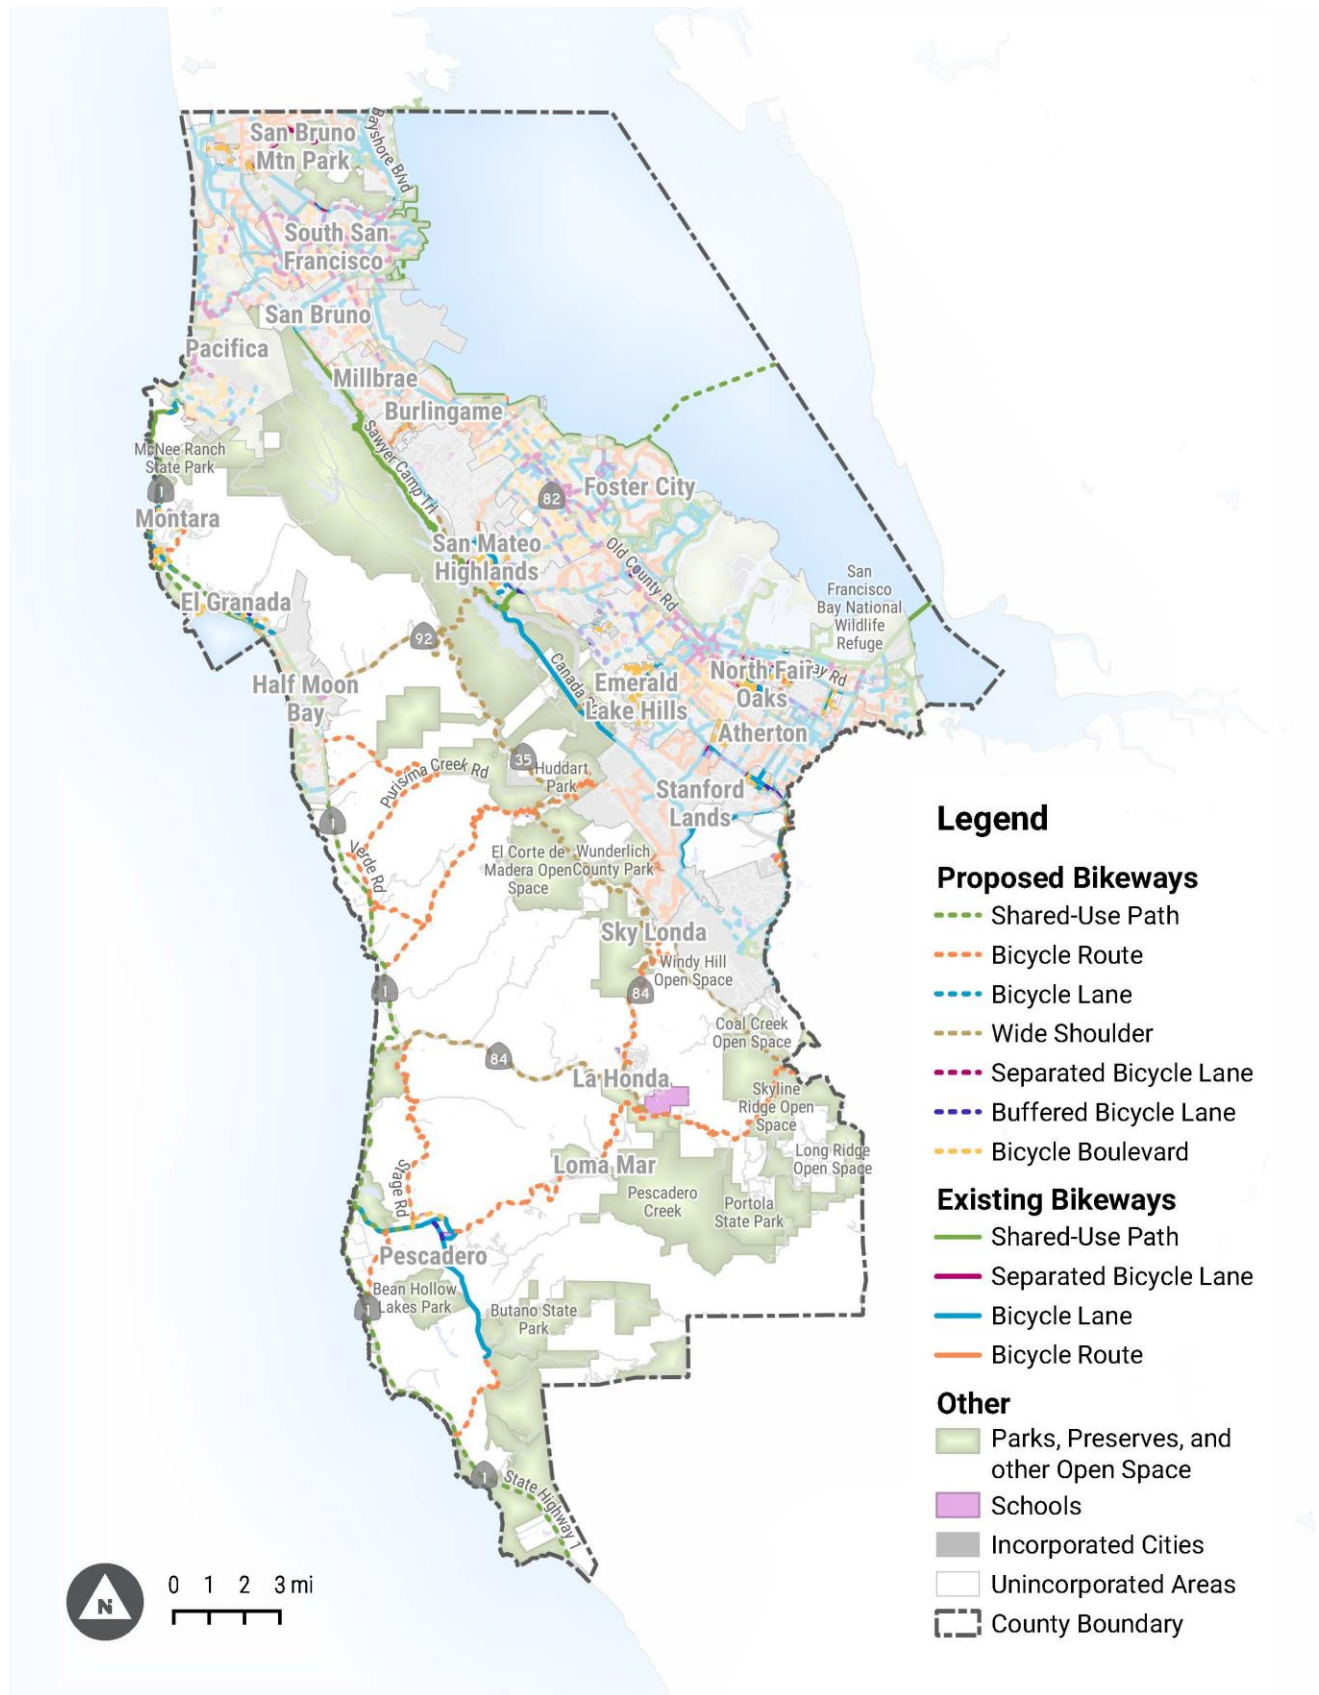 San Bruno
Mtn Park
Bayshore Blvd
South San
Francisco
San Bruno
Pacifica
Millbrae
Burlingame
Sawyer Camp Trl
McNee Ranch
State Park
1
Montara
82
Foster City
San Mateo
Highlands
Old County Rd
San
Francisco
Bay National
Wildlife
Refuge
El Granada
92
Canada
Half Moon
Bay
Emerald
Lake Hills
North Fair
Oaks
Bay Rd
Atherton
35
Huddart
Park
Purisima Creek Rd
Stanford
Lands
1
Verde Rd
El Corte de
Madera Open
Space
Wunderlich
County Park
Sky Londa
Windy Hill
Open Space
1
84
Coal Creek
Open Space
84
La Honda
Skyline
Ridge Open
Space
Loma Mar
Long Ridge
Open Space
Stage Rd
Pescadero
Creek
Portola
State Park
Pescadero
Bean Hollow
Lakes Park
1
Butano State
Park
1
State Highway 1
N
0 1 2 3 mi
Legend
Proposed Bikeways
Shared-Use Path
Bicycle Route
Bicycle Lane
Wide Shoulder
Separated Bicycle Lane
Buffered Bicycle Lane
Bicycle Boulevard
Existing Bikeways
Shared-Use Path
Separated Bicycle Lane
Bicycle Lane
Bicycle Route
Other
Parks, Preserves, and
other Open Space
Schools
Incorporated Cities
Unincorporated Areas
County Boundary